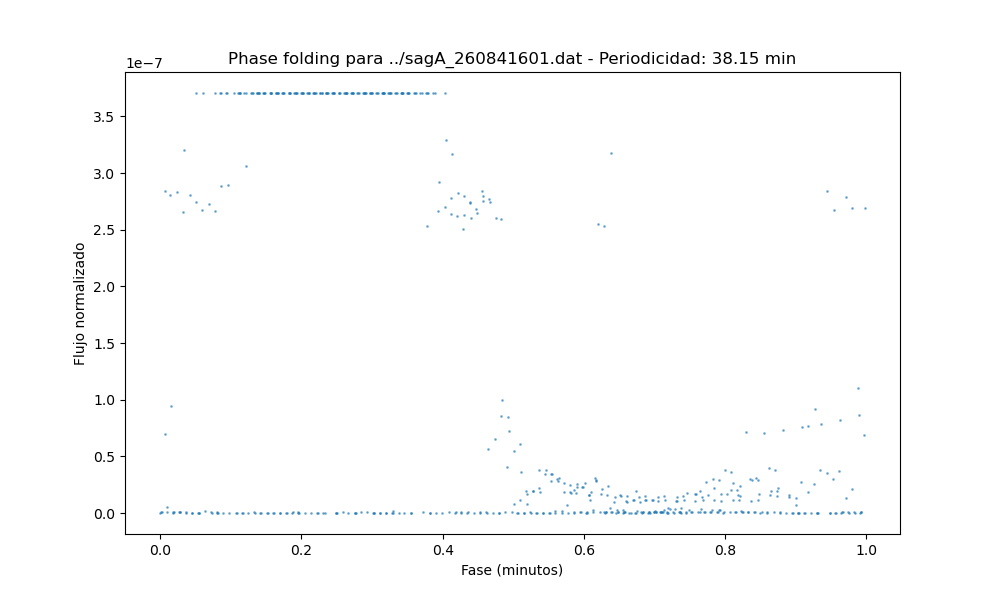 Phase folding para ../sagA_260841601.dat - Periodicidad: 38.15 min
1e−7
3.5
3.0
2.5
2.0
1.5
1.0
0.5
0.0
Flujo normalizado
0.0 0.2 0.4 0.6 0.8 1.0
Fase (minutos)